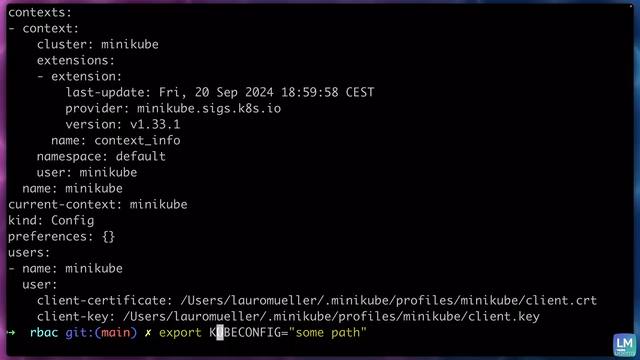 contexts:
- context:
    cluster: minikube
    extensions:
    - extension:
        last-update: Fri, 20 Sep 2024 18:59:58 CEST
        provider: minikube.sigs.k8s.io
        version: v1.33.1
      name: context_info
    namespace: default
    user: minikube
  name: minikube
current-context: minikube
kind: Config
preferences: {}
users:
- name: minikube
  user:
    client-certificate: /Users/lauromueller/.minikube/profiles/minikube/client.crt
    client-key: /Users/lauromueller/.minikube/profiles/minikube/client.key
→  rbac git:(main) ✗ export KUBECONFIG="some path"
LM